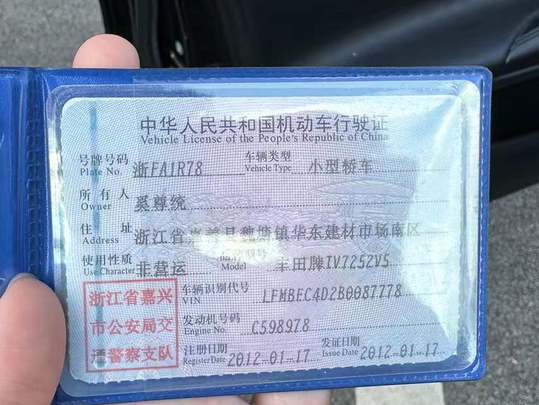 中华人民共和国机动车行驶证
Vehicle License of the People's Republic of China
号牌号码 浙FA1R78 车辆类型 小型轿车
Plate No. Vehicle Type
所有人 奚尊统
Owner
住址 浙江省嘉善县魏塘镇华东建材市场南区
Address
使用性质 非营运 丰田牌TV7252V5
Use Character Model
浙江省嘉兴
市公安局交
通警察支队
车辆识别代号 LFMBEC4D2B0087778
VIN
发动机号码 C598978
Engine No.
注册日期 2012-01-17 发证日期 2012-01-17
Register Date Issue Date